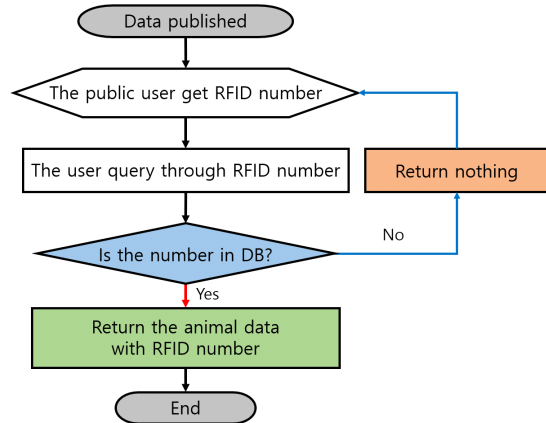 Data published
The public user get RFID number
The user query through RFID number
Return nothing
Is the number in DB?
No
Yes
Return the animal data
with RFID number
End